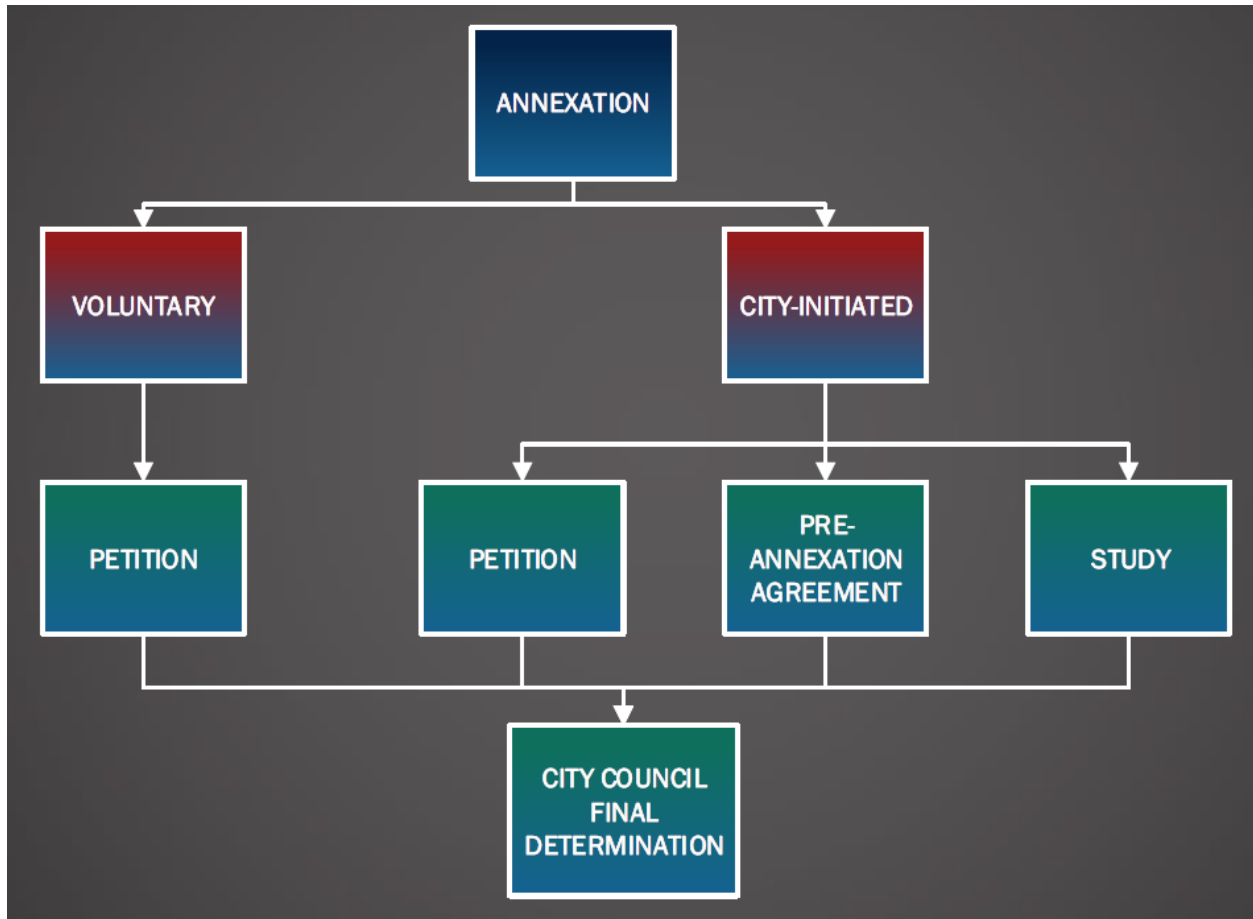 ANNEXATION
VOLUNTARY
CITY-INITIATED
PETITION
PETITION
PRE-
ANNEXATION
AGREEMENT
STUDY
CITY COUNCIL
FINAL
DETERMINATION